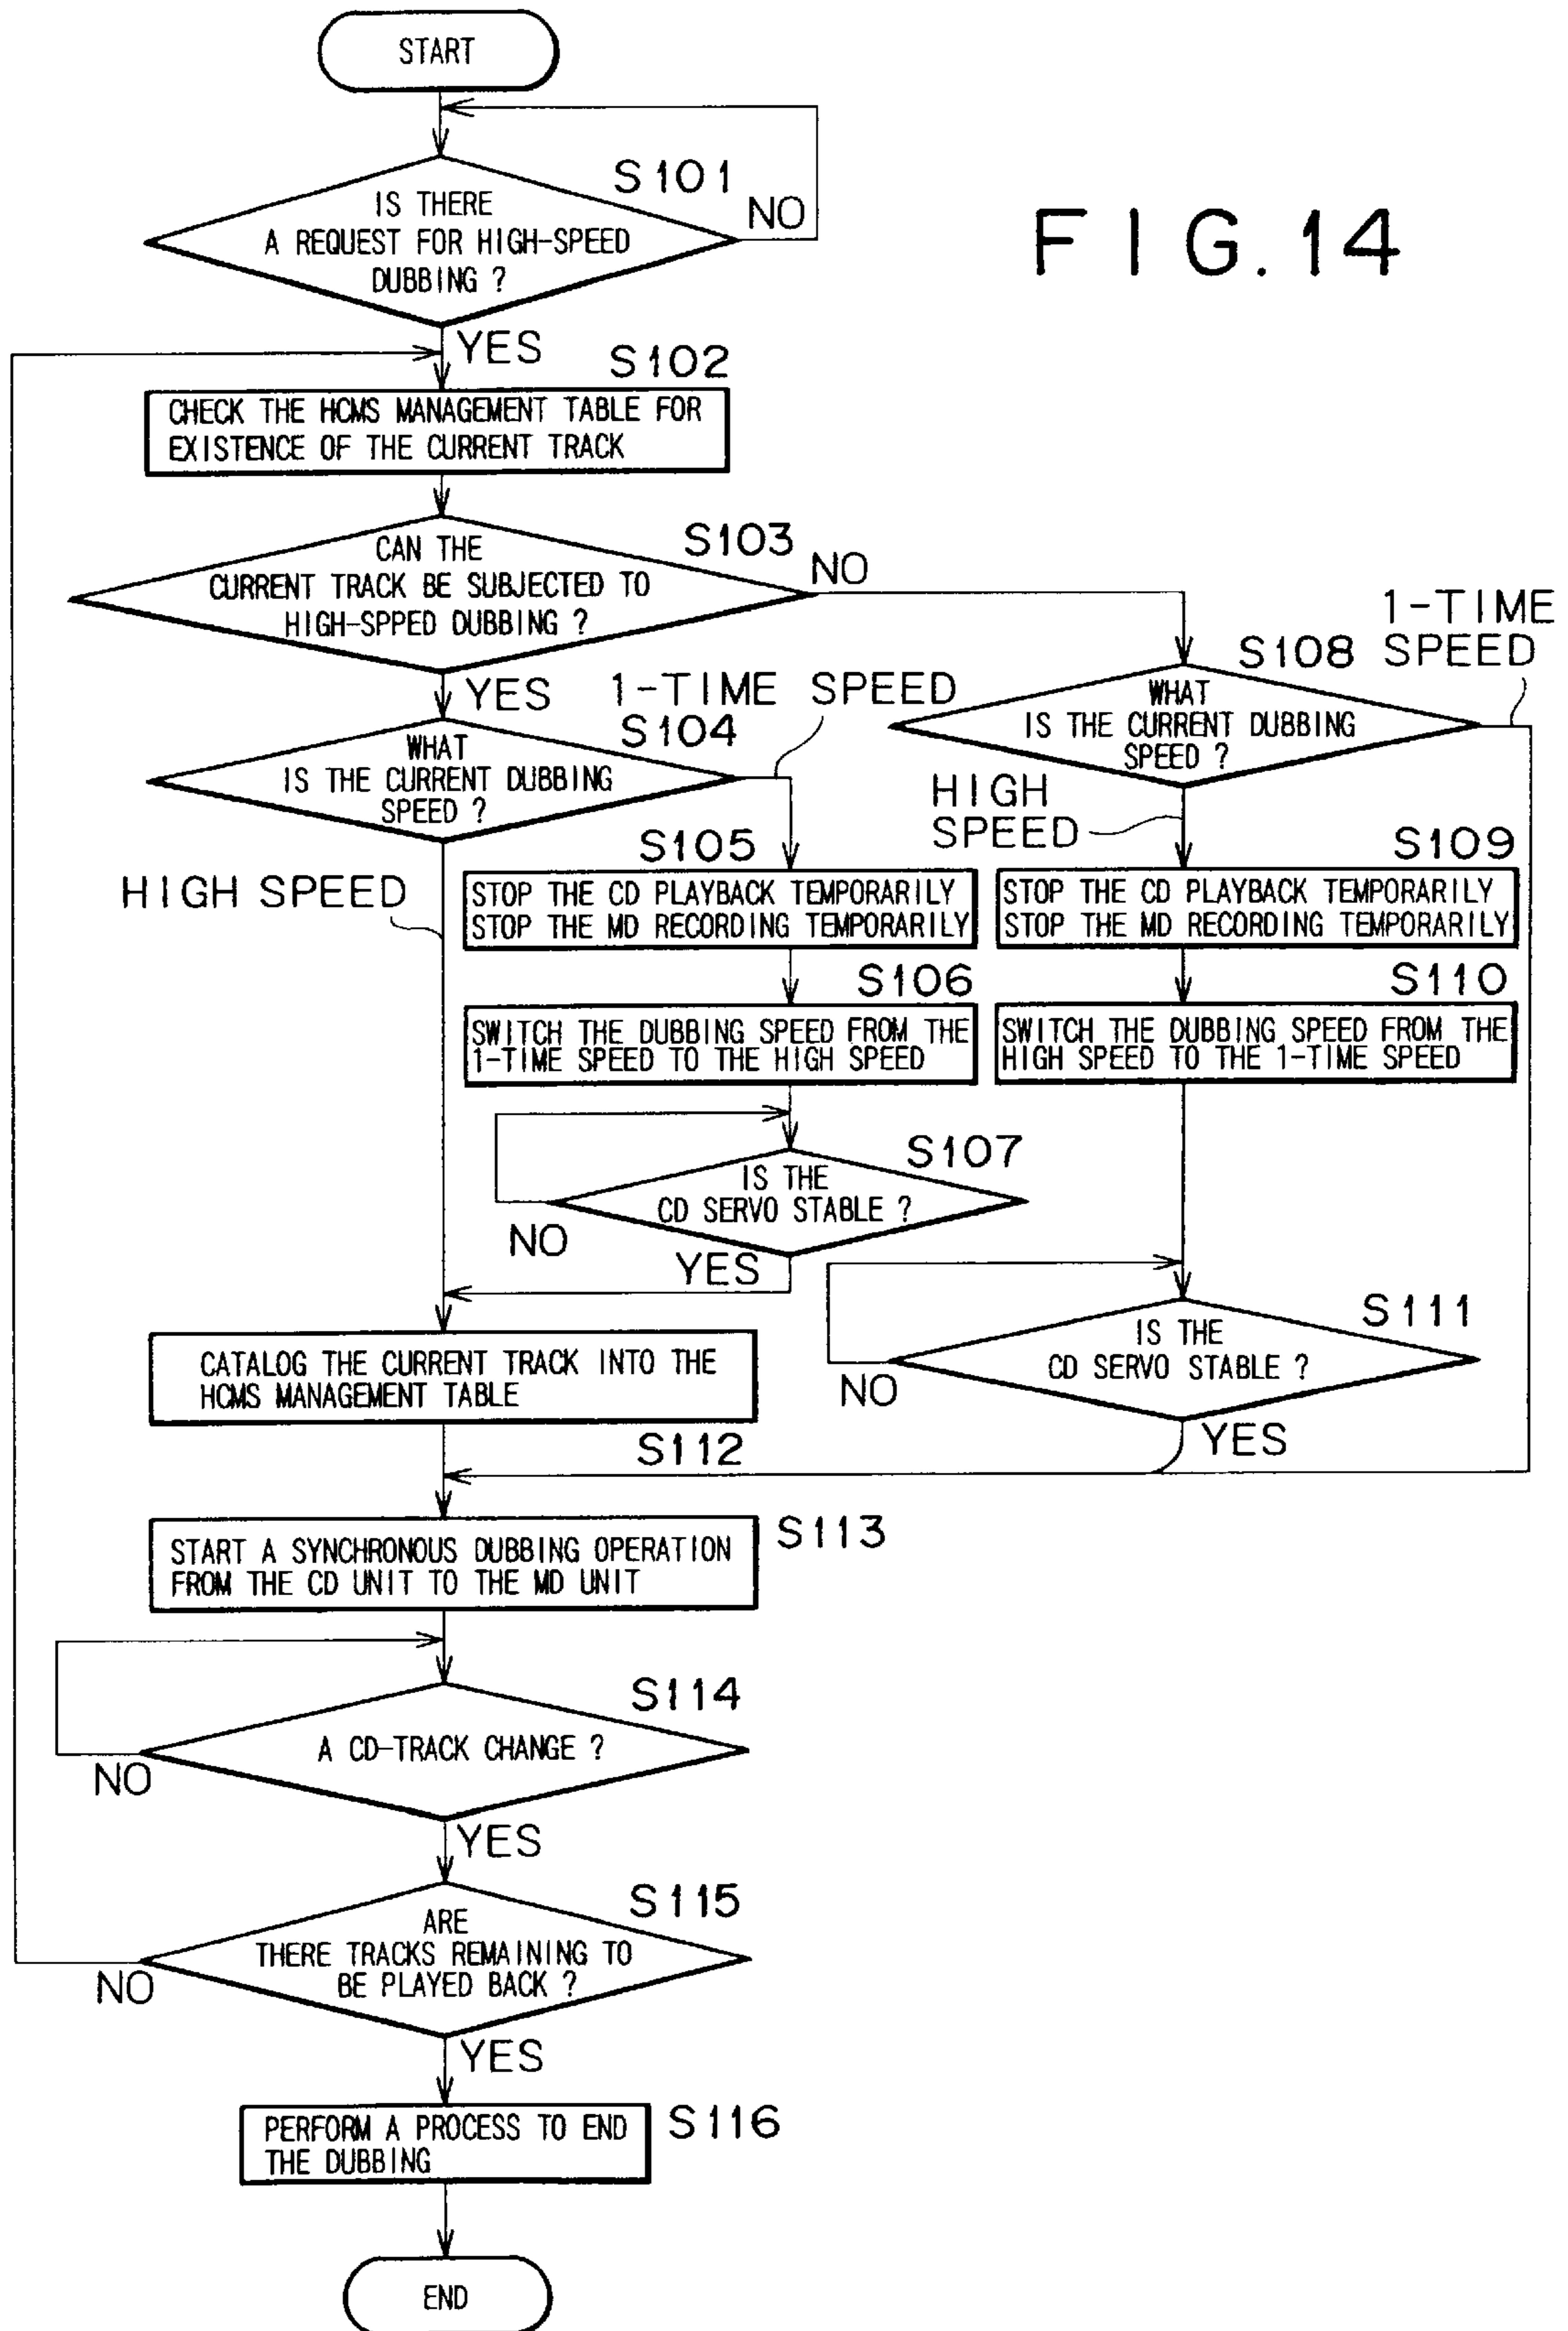 START
S101
IS THERE
A REQUEST FOR HIGH-SPEED
DUBBING ?
NO
FIG.14
YES
S102
CHECK THE HCMS MANAGEMENT TABLE FOR
EXISTENCE OF THE CURRENT TRACK
S103
CAN THE
CURRENT TRACK BE SUBJECTED TO
HIGH-SPPED DUBBING ?
NO
YES
1-TIME SPEED
S104
WHAT
IS THE CURRENT DUBBING
SPEED ?
HIGH SPEED
S105
STOP THE CD PLAYBACK TEMPORARILY
STOP THE MD RECORDING TEMPORARILY
S106
SWITCH THE DUBBING SPEED FROM THE
1-TIME SPEED TO THE HIGH SPEED
S107
IS THE
CD SERVO STABLE ?
NO
YES
1-TIME
SPEED
S108
WHAT
IS THE CURRENT DUBBING
SPEED ?
HIGH
SPEED
S109
STOP THE CD PLAYBACK TEMPORARILY
STOP THE MD RECORDING TEMPORARILY
S110
SWITCH THE DUBBING SPEED FROM THE
HIGH SPEED TO THE 1-TIME SPEED
S111
IS THE
CD SERVO STABLE ?
NO
YES
CATALOG THE CURRENT TRACK INTO THE
HCMS MANAGEMENT TABLE
S112
START A SYNCHRONOUS DUBBING OPERATION
FROM THE CD UNIT TO THE MD UNIT
S113
S114
A CD-TRACK CHANGE ?
NO
YES
S115
ARE
THERE TRACKS REMAINING TO
BE PLAYED BACK ?
NO
YES
PERFORM A PROCESS TO END
THE DUBBING
S116
END